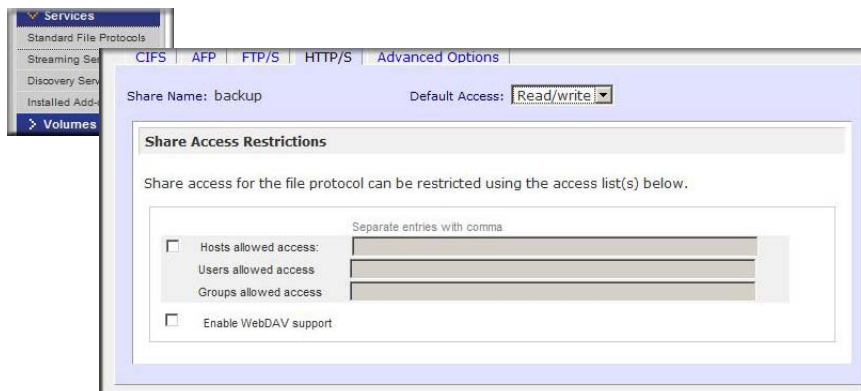 Services
Standard File Protocols
Streaming Ser
Discovery Serv
Installed Add-
Volumes
CIFS | AFP | FTP/S | HTTP/S | Advanced Options
Share Name: backup Default Access: Read/write
Share Access Restrictions
Share access for the file protocol can be restricted using the access list(s) below.
Separate entries with comma
Hosts allowed access:
Users allowed access
Groups allowed access
Enable WebDAV support